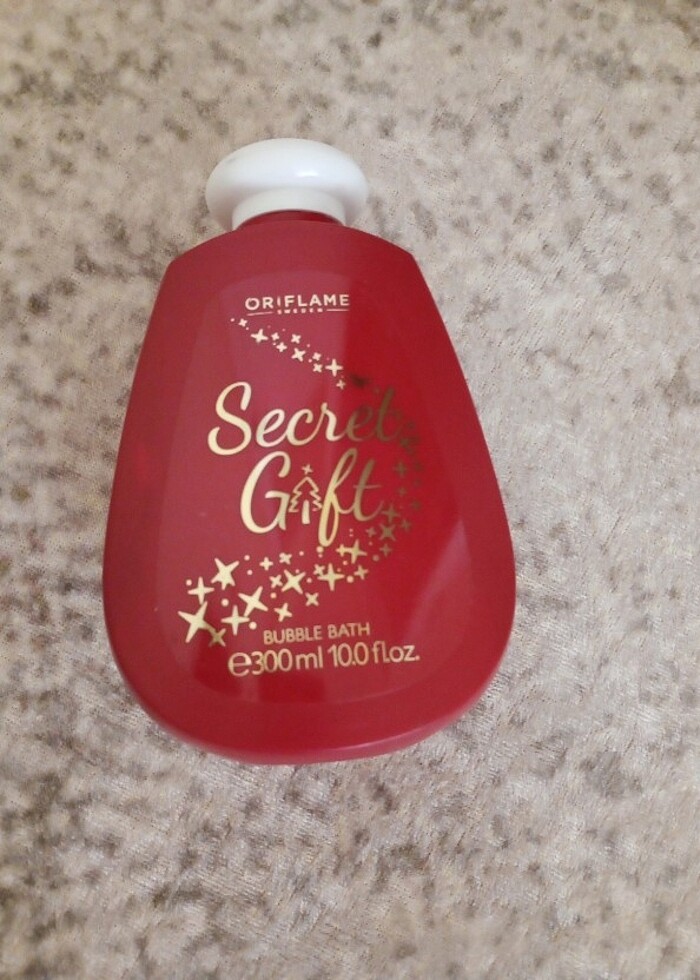 ORIFLAME
SWEDEN
Secret
Gift
BUBBLE BATH
℮300 ml 10.0 fl.oz.